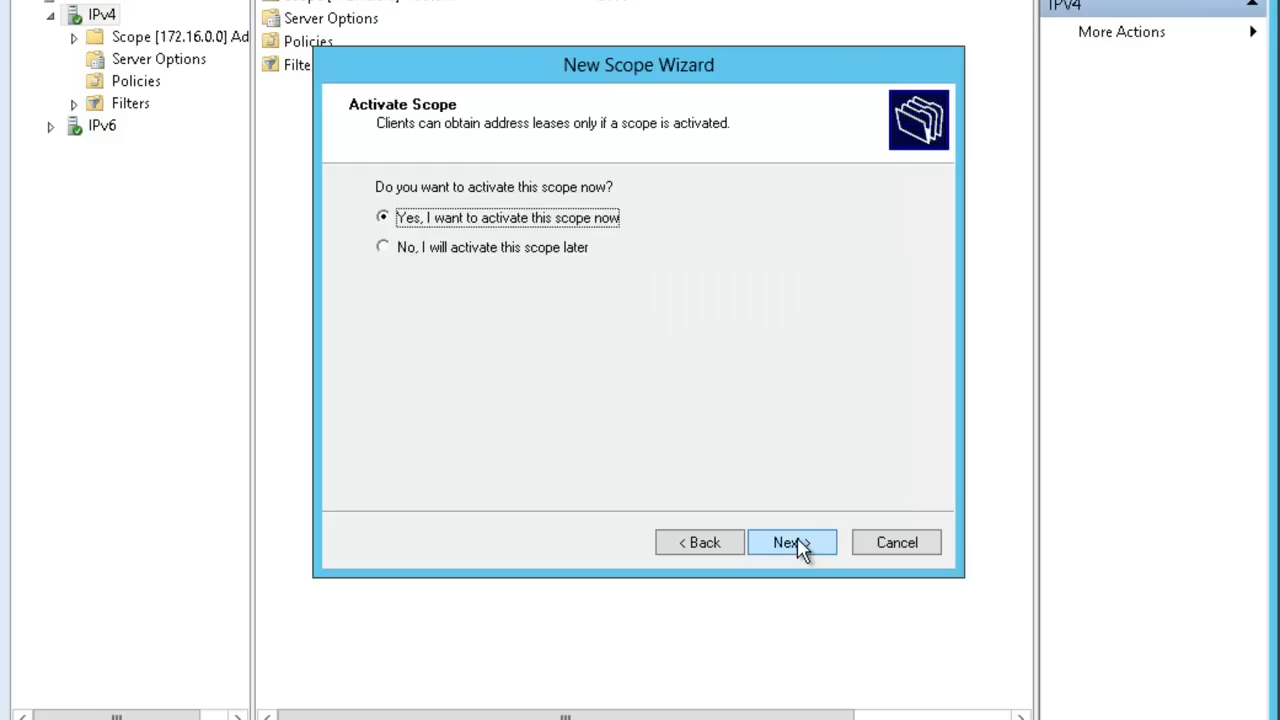 IPv4
Scope [172.16.0.0] Ad
Server Options
Policies
Filters
IPv6
Server Options
Policies
Filte
IPv4
More Actions
New Scope Wizard
Activate Scope
Clients can obtain address leases only if a scope is activated.
Do you want to activate this scope now?
Yes, I want to activate this scope now
No, I will activate this scope later
< Back
Next >
Cancel